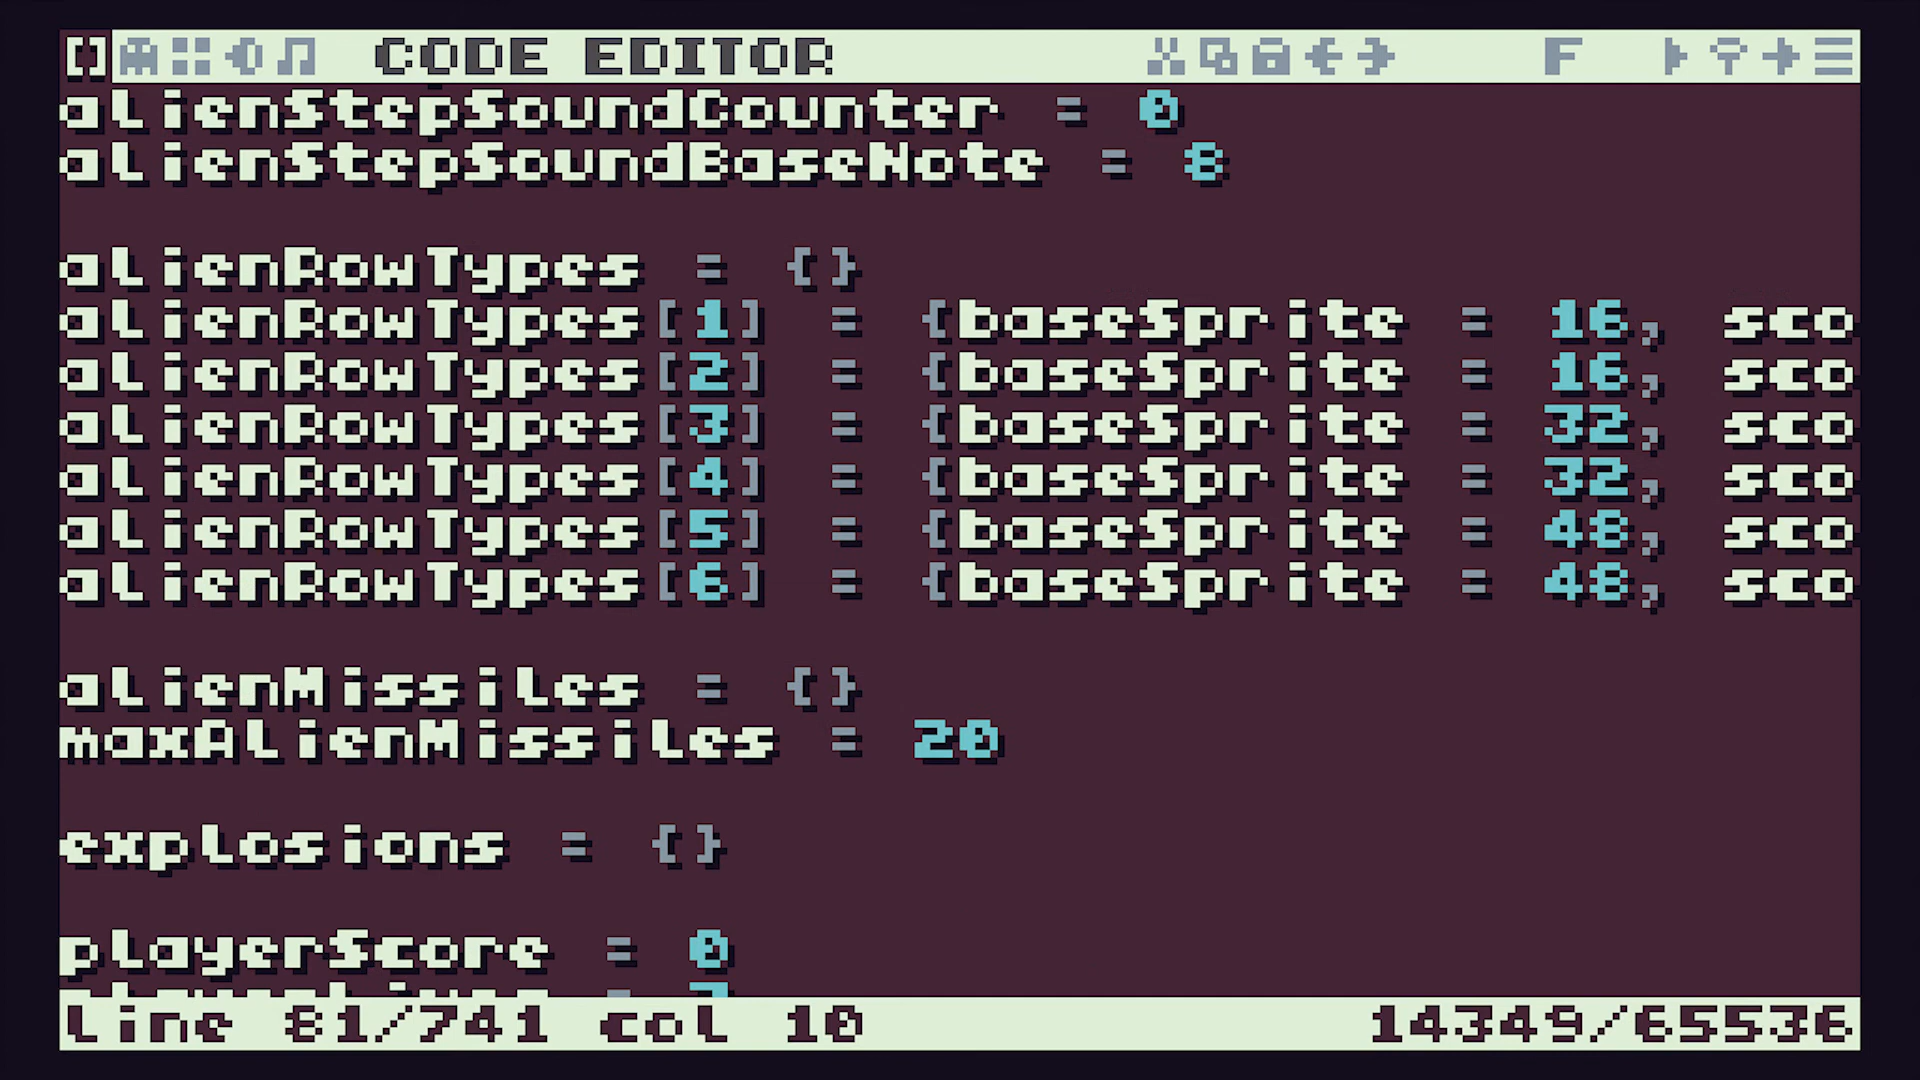 CODE EDITOR F
alienStepSoundCounter = 0
alienStepSoundBaseNote = 8
alienRowTypes = {}
alienRowTypes[1] = {baseSprite = 16, sco
alienRowTypes[2] = {baseSprite = 16, sco
alienRowTypes[3] = {baseSprite = 32, sco
alienRowTypes[4] = {baseSprite = 32, sco
alienRowTypes[5] = {baseSprite = 48, sco
alienRowTypes[6] = {baseSprite = 48, sco
alienMissiles = {}
maxAlienMissiles = 20
explosions = {}
playerScore = 0
line 81/741 col 10 14349/65536